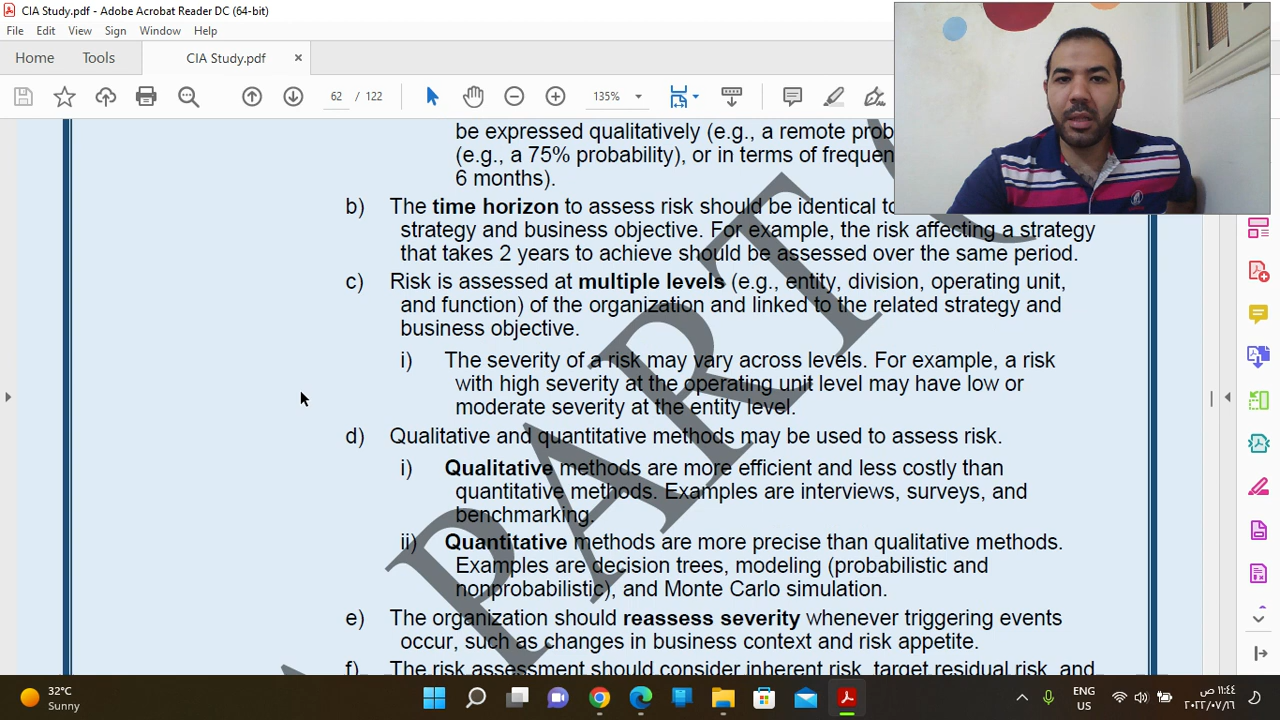 CIA Study.pdf - Adobe Acrobat Reader DC (64-bit)
File Edit View Sign Window Help
Home Tools CIA Study.pdf ×
62 / 122 135%
be expressed qualitatively (e.g., a remote prob
(e.g., a 75% probability), or in terms of frequen
6 months).
b) The time horizon to assess risk should be identical to
strategy and business objective. For example, the risk affecting a strategy
that takes 2 years to achieve should be assessed over the same period.
c) Risk is assessed at multiple levels (e.g., entity, division, operating unit,
and function) of the organization and linked to the related strategy and
business objective.
i) The severity of a risk may vary across levels. For example, a risk
with high severity at the operating unit level may have low or
moderate severity at the entity level.
d) Qualitative and quantitative methods may be used to assess risk.
i) Qualitative methods are more efficient and less costly than
quantitative methods. Examples are interviews, surveys, and
benchmarking.
ii) Quantitative methods are more precise than qualitative methods.
Examples are decision trees, modeling (probabilistic and
nonprobabilistic), and Monte Carlo simulation.
e) The organization should reassess severity whenever triggering events
occur, such as changes in business context and risk appetite.
f) The risk assessment should consider inherent risk, target residual risk, and
PART
32°C
Sunny
ENG
US
١١:٤٤ ص
٢٠٢٢/٠٧/١٦